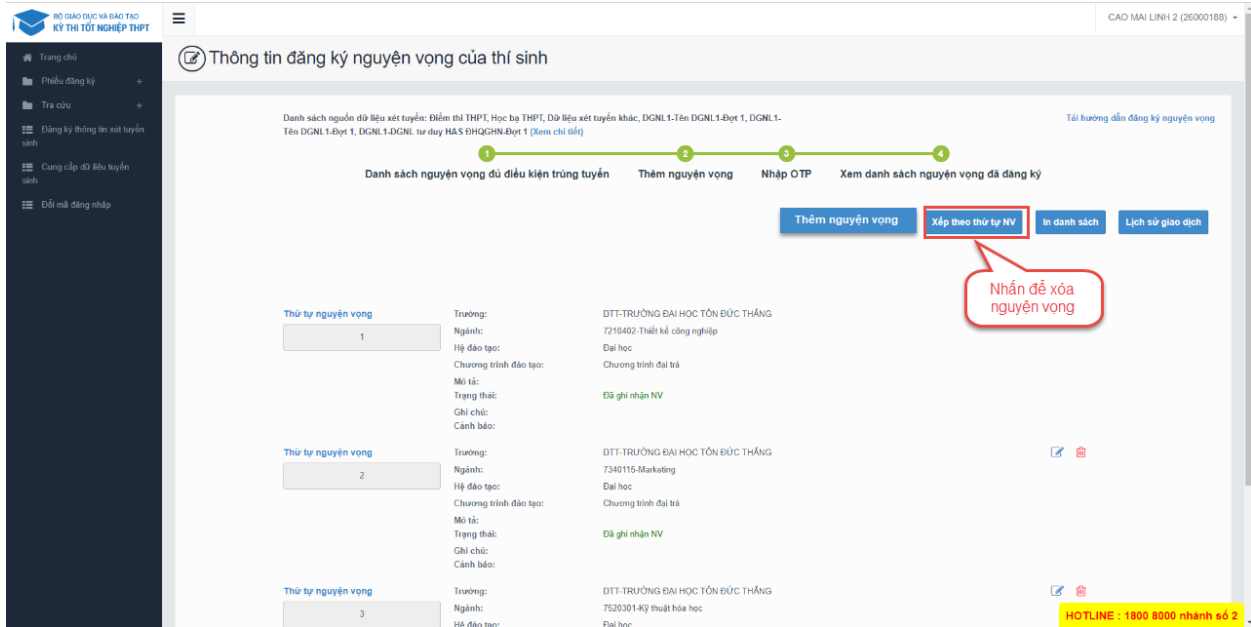 BỘ GIÁO DỤC VÀ ĐÀO TẠO
KỲ THI TỐT NGHIỆP THPT
CAO MAI LINH 2 (26000188)
Trang chủ
Phiếu đăng ký +
Tra cứu +
Đăng ký thông tin xét tuyển
sinh
Cung cấp dữ liệu tuyển
sinh
Đổi mã đăng nhập
Thông tin đăng ký nguyện vọng của thí sinh
Danh sách nguồn dữ liệu xét tuyển: Điểm thi THPT, Học bạ THPT, Dữ liệu xét tuyển khác, DGNL1-Tên DGNL1-Đợt 1, DGNL1-
Tên DGNL1-Đợt 1, DGNL1-DGNL tư duy HAS ĐHQGHN-Đợt 1 (Xem chi tiết)
Tải hướng dẫn đăng ký nguyện vọng
1 2 3 4
Danh sách nguyện vọng đủ điều kiện trúng tuyển Thêm nguyện vọng Nhập OTP Xem danh sách nguyện vọng đã đăng ký
Thêm nguyện vọng Xếp theo thứ tự NV In danh sách Lịch sử giao dịch
Nhấn để xóa
nguyện vọng
Thứ tự nguyện vọng
1
Trường: DTT-TRƯỜNG ĐẠI HỌC TÔN ĐỨC THẮNG
Ngành: 7210402-Thiết kế công nghiệp
Hệ đào tạo: Đại học
Chương trình đào tạo: Chương trình đại trà
Mô tả:
Trạng thái: Đã ghi nhận NV
Ghi chú:
Cảnh báo:
Thứ tự nguyện vọng
2
Trường: DTT-TRƯỜNG ĐẠI HỌC TÔN ĐỨC THẮNG
Ngành: 7340115-Marketing
Hệ đào tạo: Đại học
Chương trình đào tạo: Chương trình đại trà
Mô tả:
Trạng thái: Đã ghi nhận NV
Ghi chú:
Cảnh báo:
Thứ tự nguyện vọng
3
Trường: DTT-TRƯỜNG ĐẠI HỌC TÔN ĐỨC THẮNG
Ngành: 7520301-Kỹ thuật hóa học
Hệ đào tạo: Đại học
HOTLINE : 1800 8000 nhánh số 2